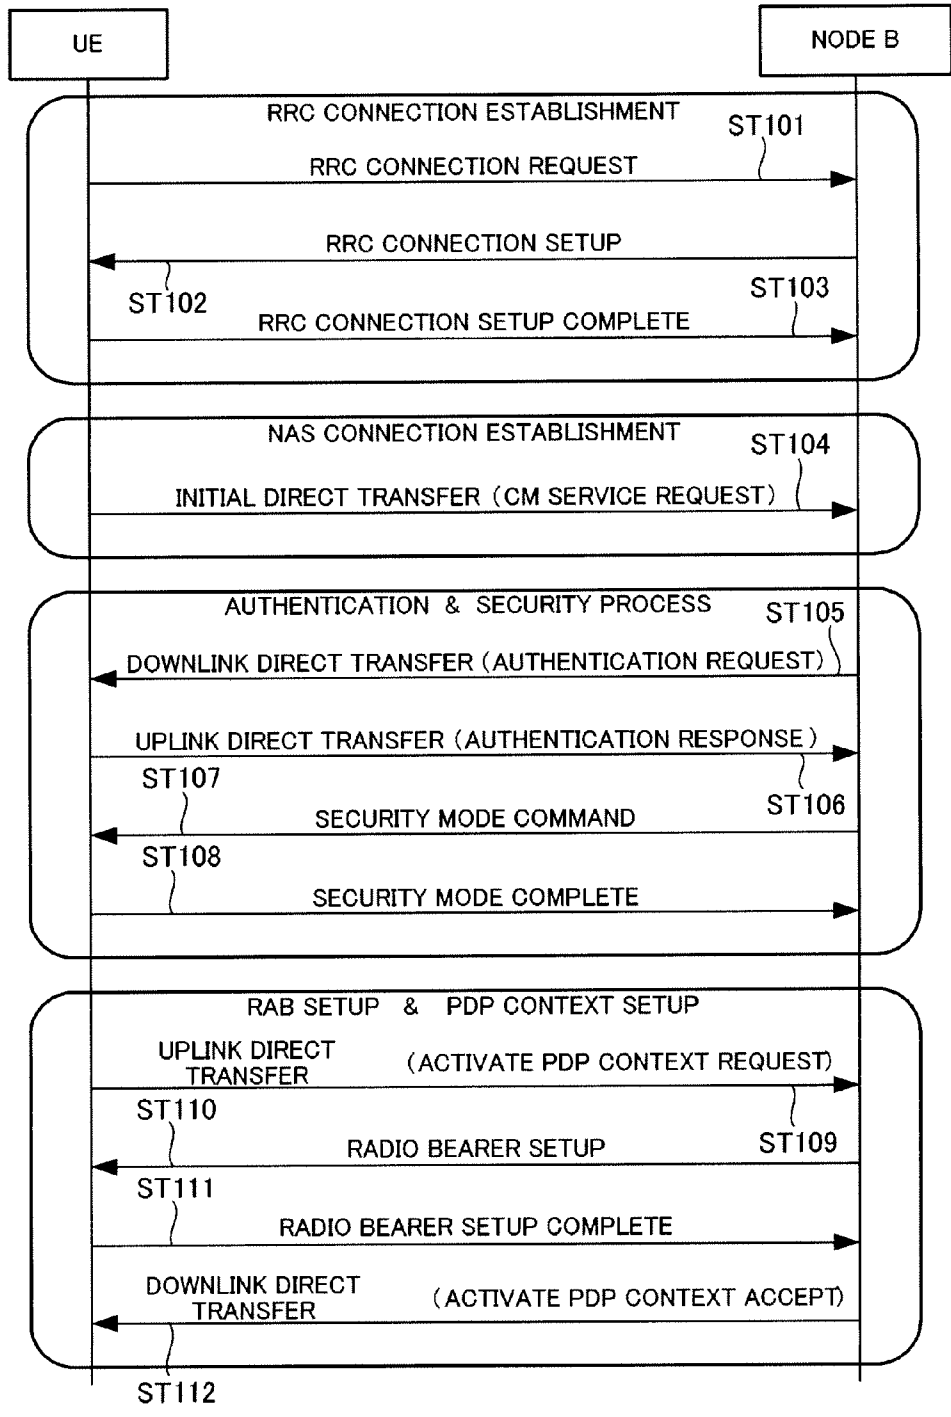 UE
NODE B
RRC CONNECTION ESTABLISHMENT
ST101
RRC CONNECTION REQUEST
RRC CONNECTION SETUP
ST102
ST103
RRC CONNECTION SETUP COMPLETE
NAS CONNECTION ESTABLISHMENT
ST104
INITIAL DIRECT TRANSFER (CM SERVICE REQUEST)
AUTHENTICATION & SECURITY PROCESS
ST105
DOWNLINK DIRECT TRANSFER (AUTHENTICATION REQUEST)
UPLINK DIRECT TRANSFER (AUTHENTICATION RESPONSE)
ST107
ST106
SECURITY MODE COMMAND
ST108
SECURITY MODE COMPLETE
RAB SETUP & PDP CONTEXT SETUP
UPLINK DIRECT
TRANSFER
(ACTIVATE PDP CONTEXT REQUEST)
ST110
ST109
RADIO BEARER SETUP
ST111
RADIO BEARER SETUP COMPLETE
DOWNLINK DIRECT
TRANSFER
(ACTIVATE PDP CONTEXT ACCEPT)
ST112